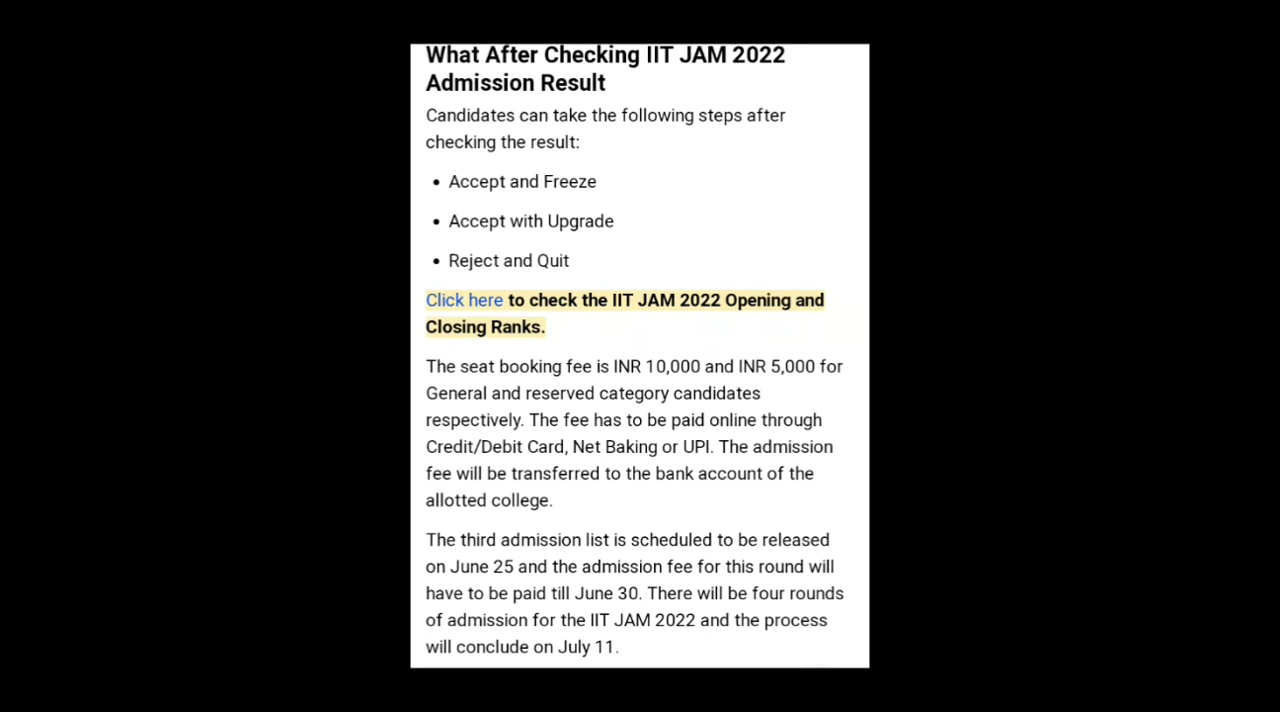 What After Checking IIT JAM 2022
Admission Result
Candidates can take the following steps after
checking the result:
• Accept and Freeze
• Accept with Upgrade
• Reject and Quit
Click here to check the IIT JAM 2022 Opening and
Closing Ranks.
The seat booking fee is INR 10,000 and INR 5,000 for
General and reserved category candidates
respectively. The fee has to be paid online through
Credit/Debit Card, Net Baking or UPI. The admission
fee will be transferred to the bank account of the
allotted college.
The third admission list is scheduled to be released
on June 25 and the admission fee for this round will
have to be paid till June 30. There will be four rounds
of admission for the IIT JAM 2022 and the process
will conclude on July 11.